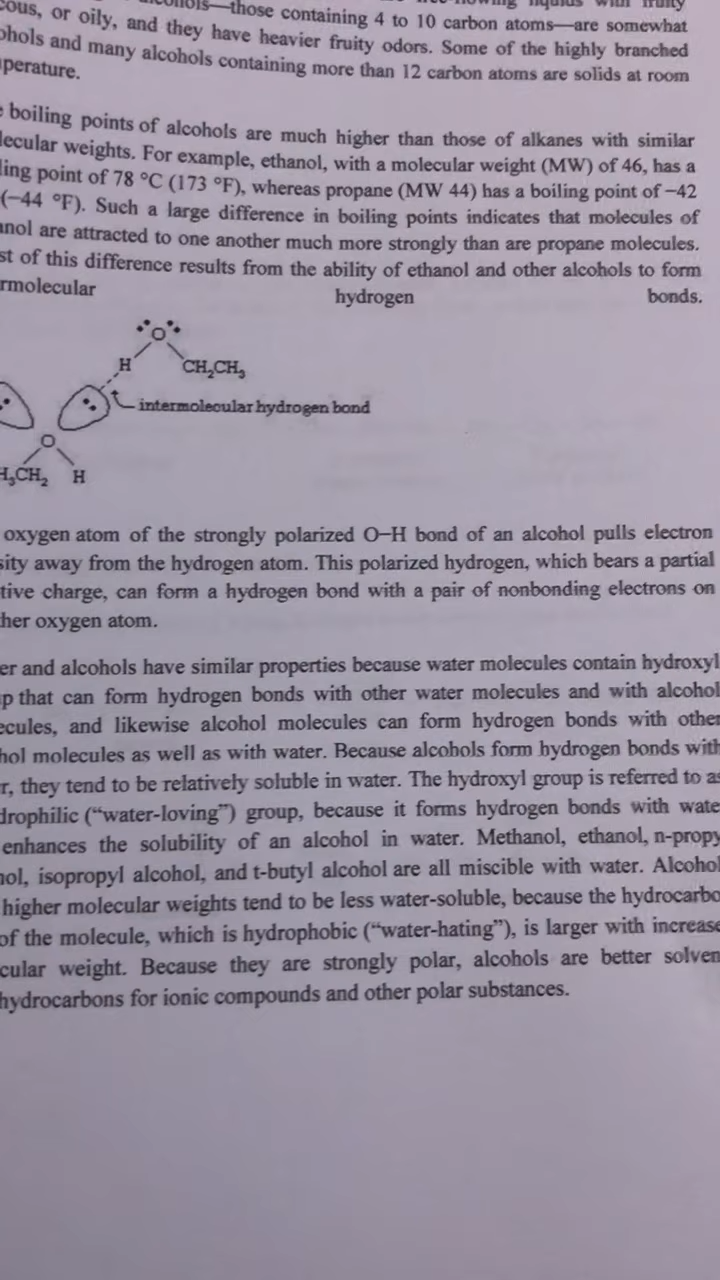 alcohols—those containing 4 to 10 carbon atoms—are somewhat
or oily, and they have heavier fruity odors. Some of the highly branched
and many alcohols containing more than 12 carbon atoms are solids at room
perature.
boiling points of alcohols are much higher than those of alkanes with similar
lecular weights. For example, ethanol, with a molecular weight (MW) of 46, has a
ling point of 78 °C (173 °F), whereas propane (MW 44) has a boiling point of −42
(−44 °F). Such a large difference in boiling points indicates that molecules of
anol are attracted to one another much more strongly than are propane molecules.
st of this difference results from the ability of ethanol and other alcohols to form
rmolecular hydrogen bonds.
O
H CH₂CH₃
intermolecular hydrogen bond
O
H₃CH₂ H
oxygen atom of the strongly polarized O−H bond of an alcohol pulls electron
sity away from the hydrogen atom. This polarized hydrogen, which bears a partial
tive charge, can form a hydrogen bond with a pair of nonbonding electrons on
her oxygen atom.
er and alcohols have similar properties because water molecules contain hydroxyl
p that can form hydrogen bonds with other water molecules and with alcohol
ecules, and likewise alcohol molecules can form hydrogen bonds with other
hol molecules as well as with water. Because alcohols form hydrogen bonds with
r, they tend to be relatively soluble in water. The hydroxyl group is referred to as
drophilic (“water-loving”) group, because it forms hydrogen bonds with wate
enhances the solubility of an alcohol in water. Methanol, ethanol, n-propy
nol, isopropyl alcohol, and t-butyl alcohol are all miscible with water. Alcohol
higher molecular weights tend to be less water-soluble, because the hydrocarbo
of the molecule, which is hydrophobic (“water-hating”), is larger with increase
cular weight. Because they are strongly polar, alcohols are better solven
hydrocarbons for ionic compounds and other polar substances.